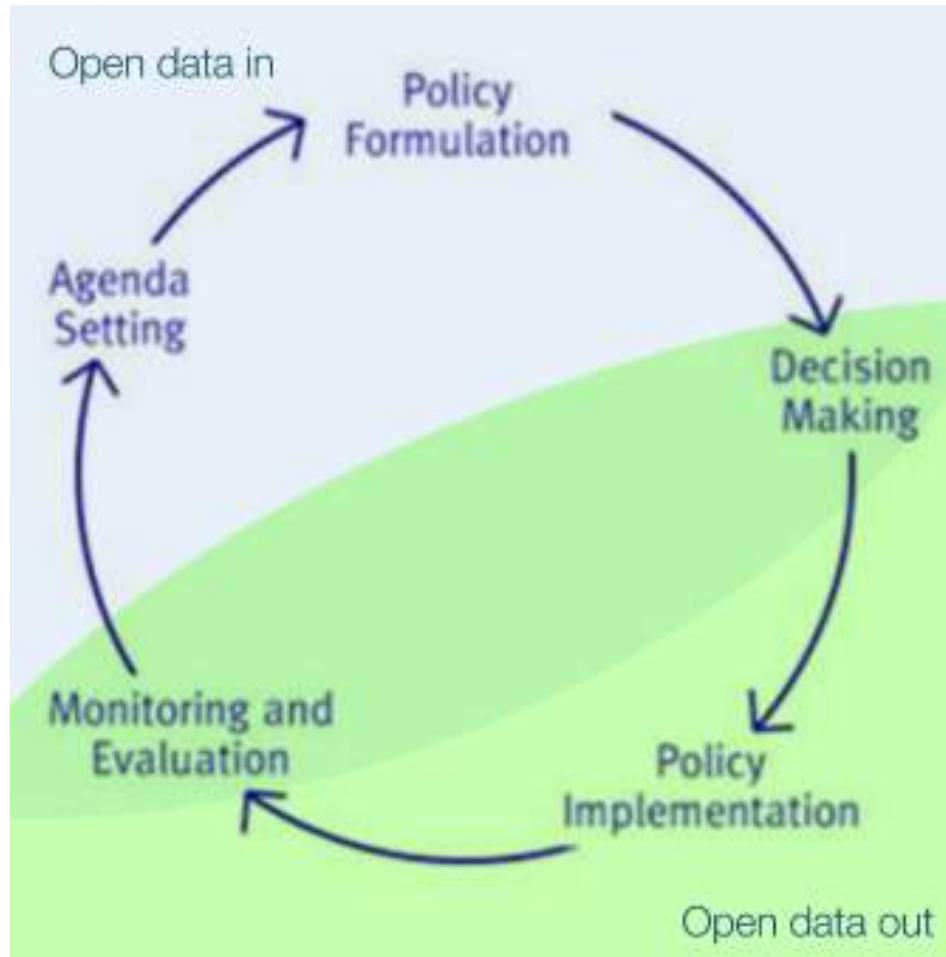 Open data in
Policy
Formulation
Agenda
Setting
Decision
Making
Monitoring and
Evaluation
Policy
Implementation
Open data out